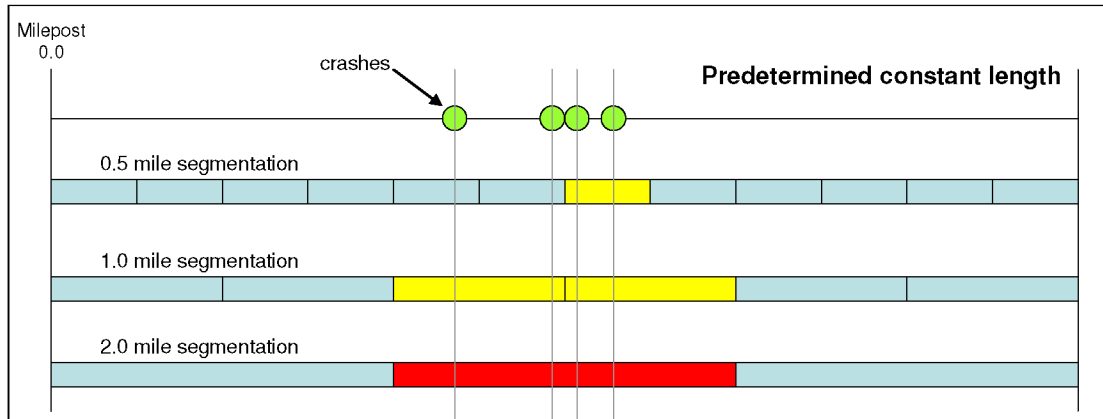 Milepost
0.0
crashes
Predetermined constant length
0.5 mile segmentation
1.0 mile segmentation
2.0 mile segmentation